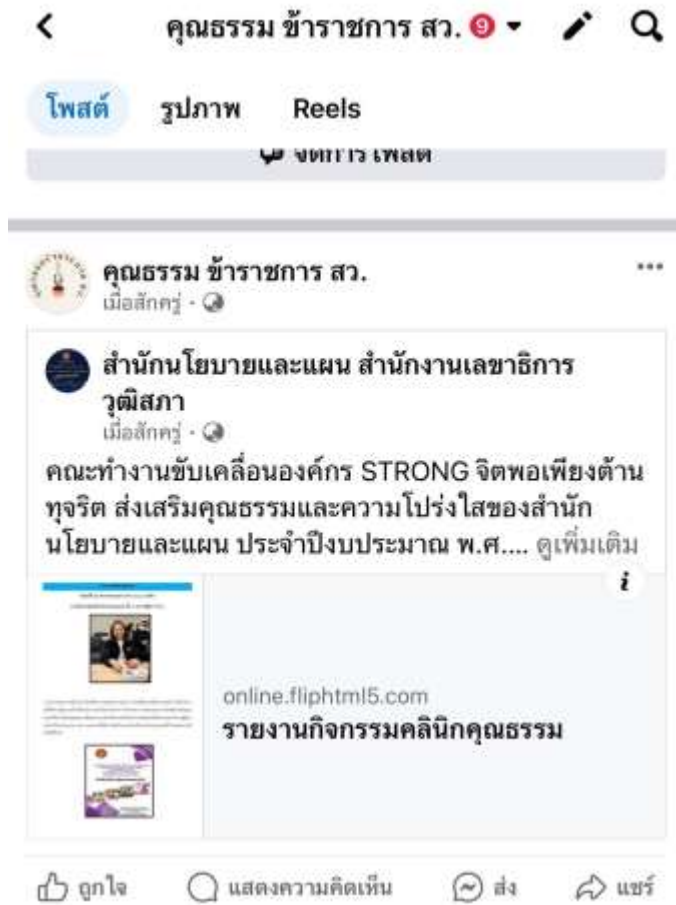 คุณธรรม ข้าราชการ สว. 9
โพสต์ รูปภาพ Reels
จัดการโพสต์
คุณธรรม ข้าราชการ สว.
เมื่อสักครู่ ·
สำนักนโยบายและแผน สำนักงานเลขาธิการ
วุฒิสภา
เมื่อสักครู่ ·
คณะทำงานขับเคลื่อนองค์กร STRONG จิตพอเพียงต้าน
ทุจริต ส่งเสริมคุณธรรมและความโปร่งใสของสำนัก
นโยบายและแผน ประจำปีงบประมาณ พ.ศ.... ดูเพิ่มเติม
online.fliphtml5.com
รายงานกิจกรรมคลินิกคุณธรรม
ถูกใจ แสดงความคิดเห็น ส่ง แชร์